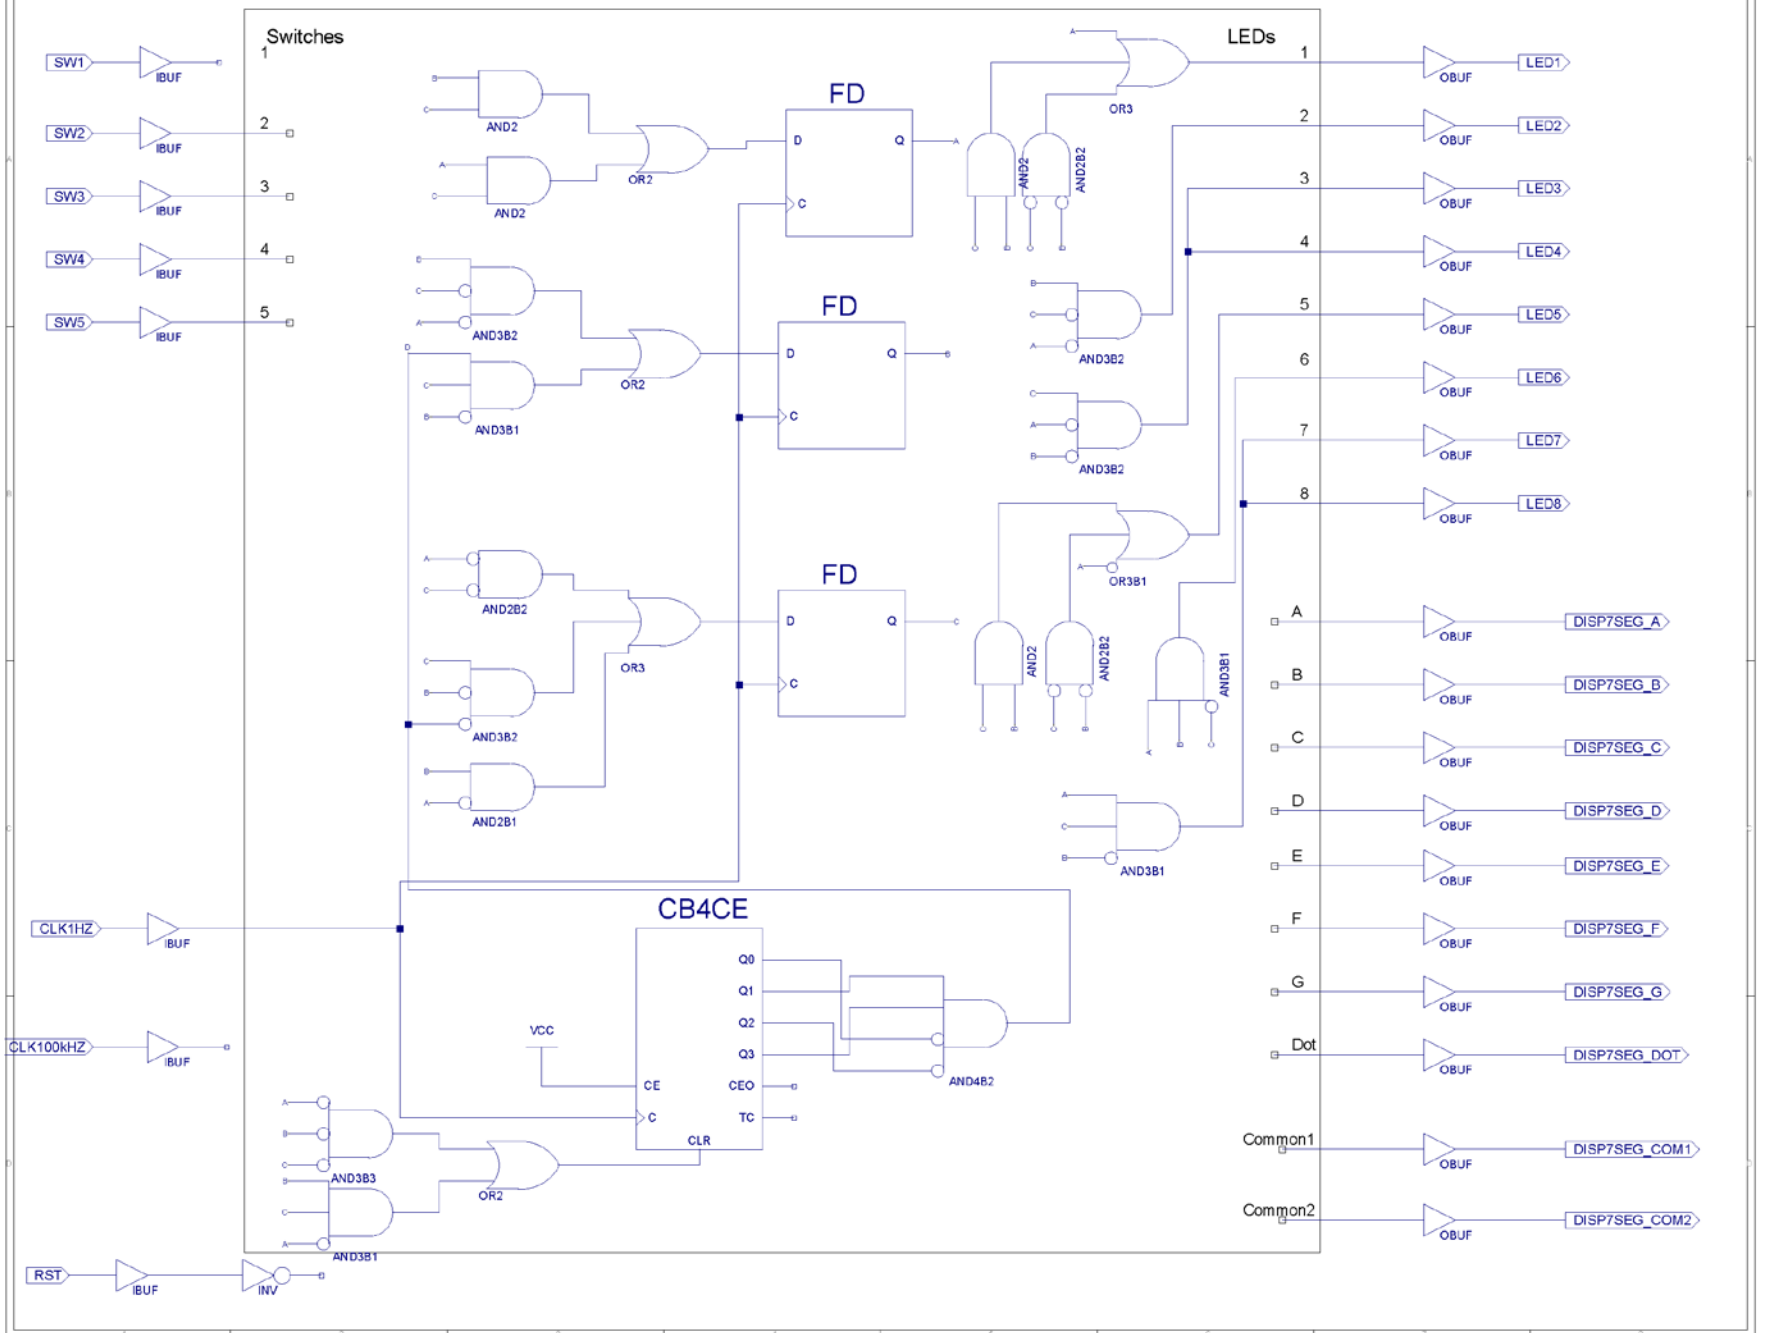 Switches
LEDs
SW1
IBUF
1
SW2
IBUF
2
SW3
IBUF
3
SW4
IBUF
4
SW5
IBUF
5
B
C
AND2
A
C
AND2
OR2
FD
D
Q
A
C
B
C
A
AND3B2
D
C
B
AND3B1
OR2
FD
D
Q
B
C
A
C
AND2B2
C
B
AND3B2
B
A
AND2B1
OR3
FD
D
Q
C
C
A
OR3
AND2
C
B
AND2B2
C
B
B
C
A
AND3B2
C
A
B
AND3B2
A
OR3B1
AND2
C
B
AND2B2
C
B
AND3B1
A
B
C
A
C
B
AND3B1
1
OBUF
LED1
2
OBUF
LED2
3
OBUF
LED3
4
OBUF
LED4
5
OBUF
LED5
6
OBUF
LED6
7
OBUF
LED7
8
OBUF
LED8
A
OBUF
DISP7SEG_A
B
OBUF
DISP7SEG_B
C
OBUF
DISP7SEG_C
D
OBUF
DISP7SEG_D
E
OBUF
DISP7SEG_E
F
OBUF
DISP7SEG_F
G
OBUF
DISP7SEG_G
Dot
OBUF
DISP7SEG_DOT
Common1
OBUF
DISP7SEG_COM1
Common2
OBUF
DISP7SEG_COM2
CLK1HZ
IBUF
CLK100kHZ
IBUF
CB4CE
Q0
Q1
Q2
Q3
VCC
CE
CEO
C
TC
CLR
AND4B2
A
B
C
AND3B3
B
C
A
AND3B1
OR2
RST
IBUF
INV